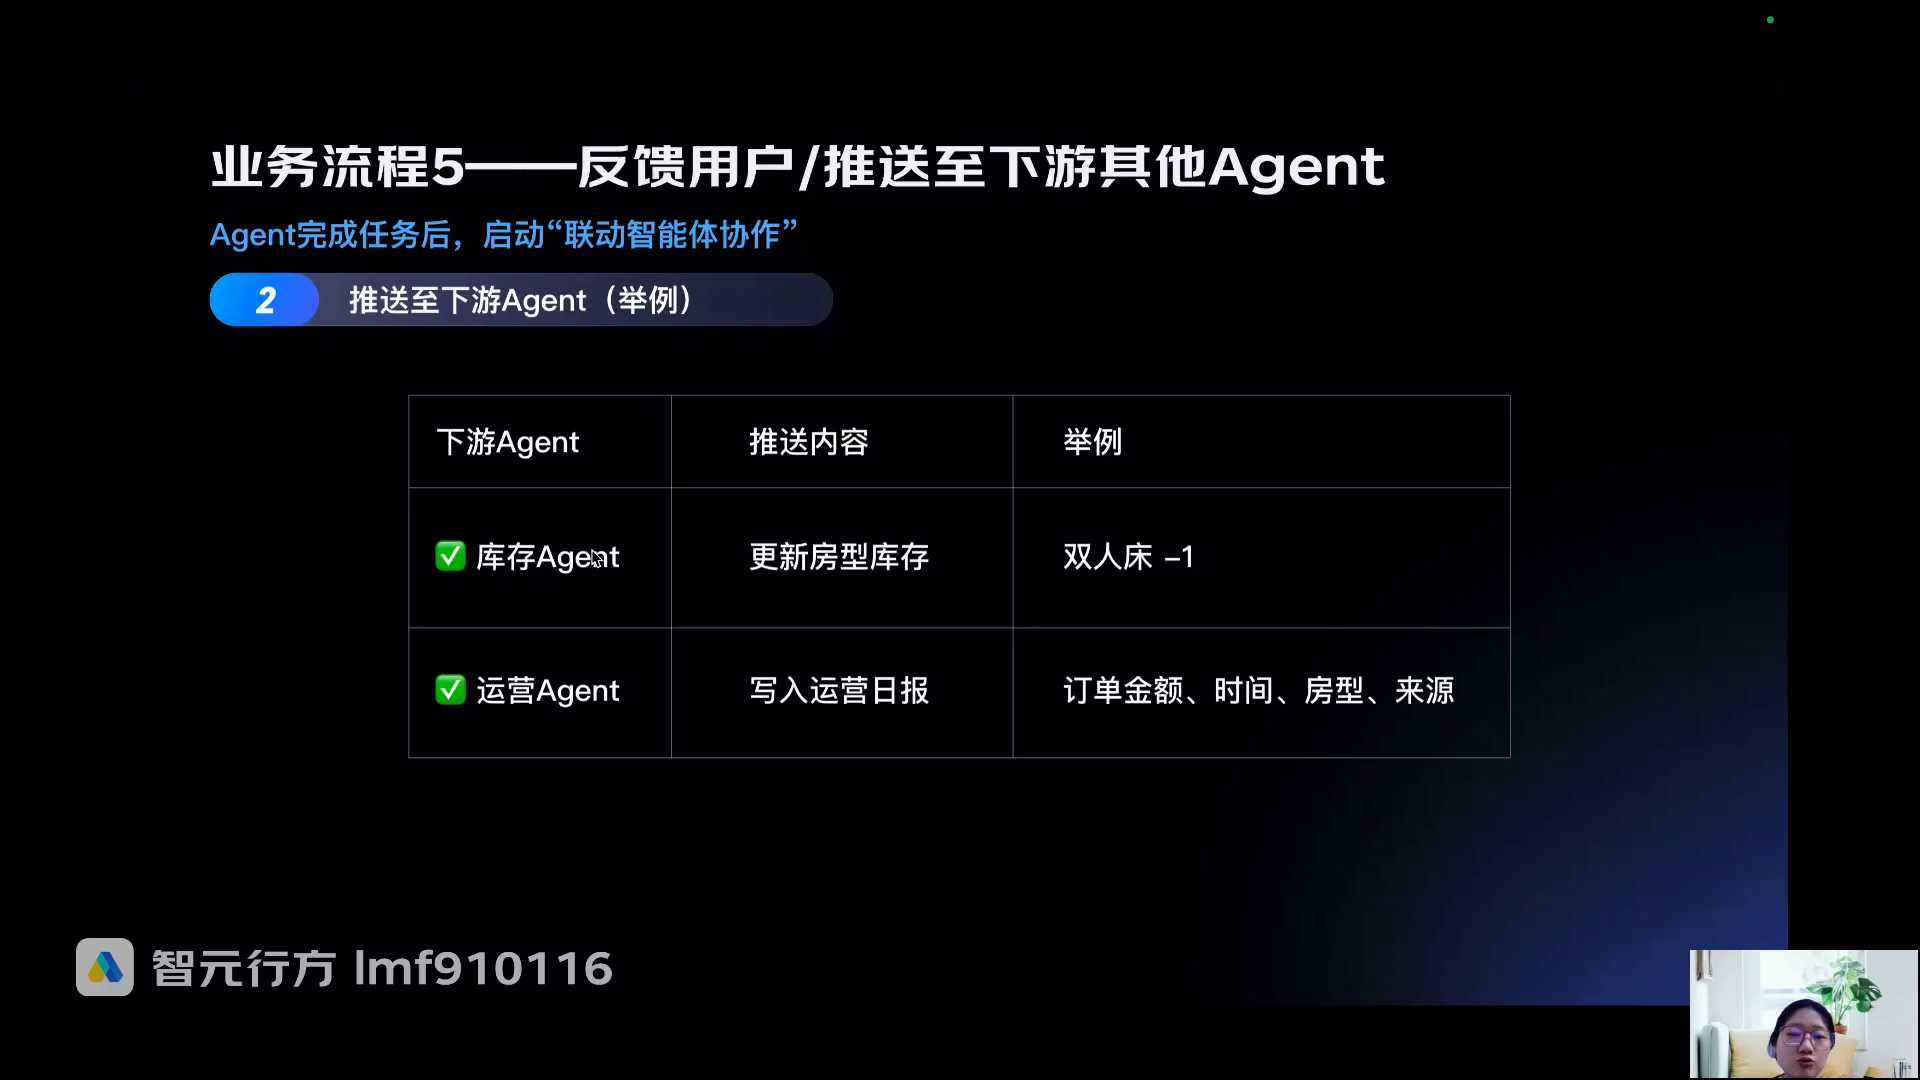 业务流程5——反馈用户/推送至下游其他Agent
Agent完成任务后，启动“联动智能体协作”
2 推送至下游Agent（举例）
下游Agent 推送内容 举例
✅ 库存Agent 更新房型库存 双人床 -1
✅ 运营Agent 写入运营日报 订单金额、时间、房型、来源
智元行方 lmf910116